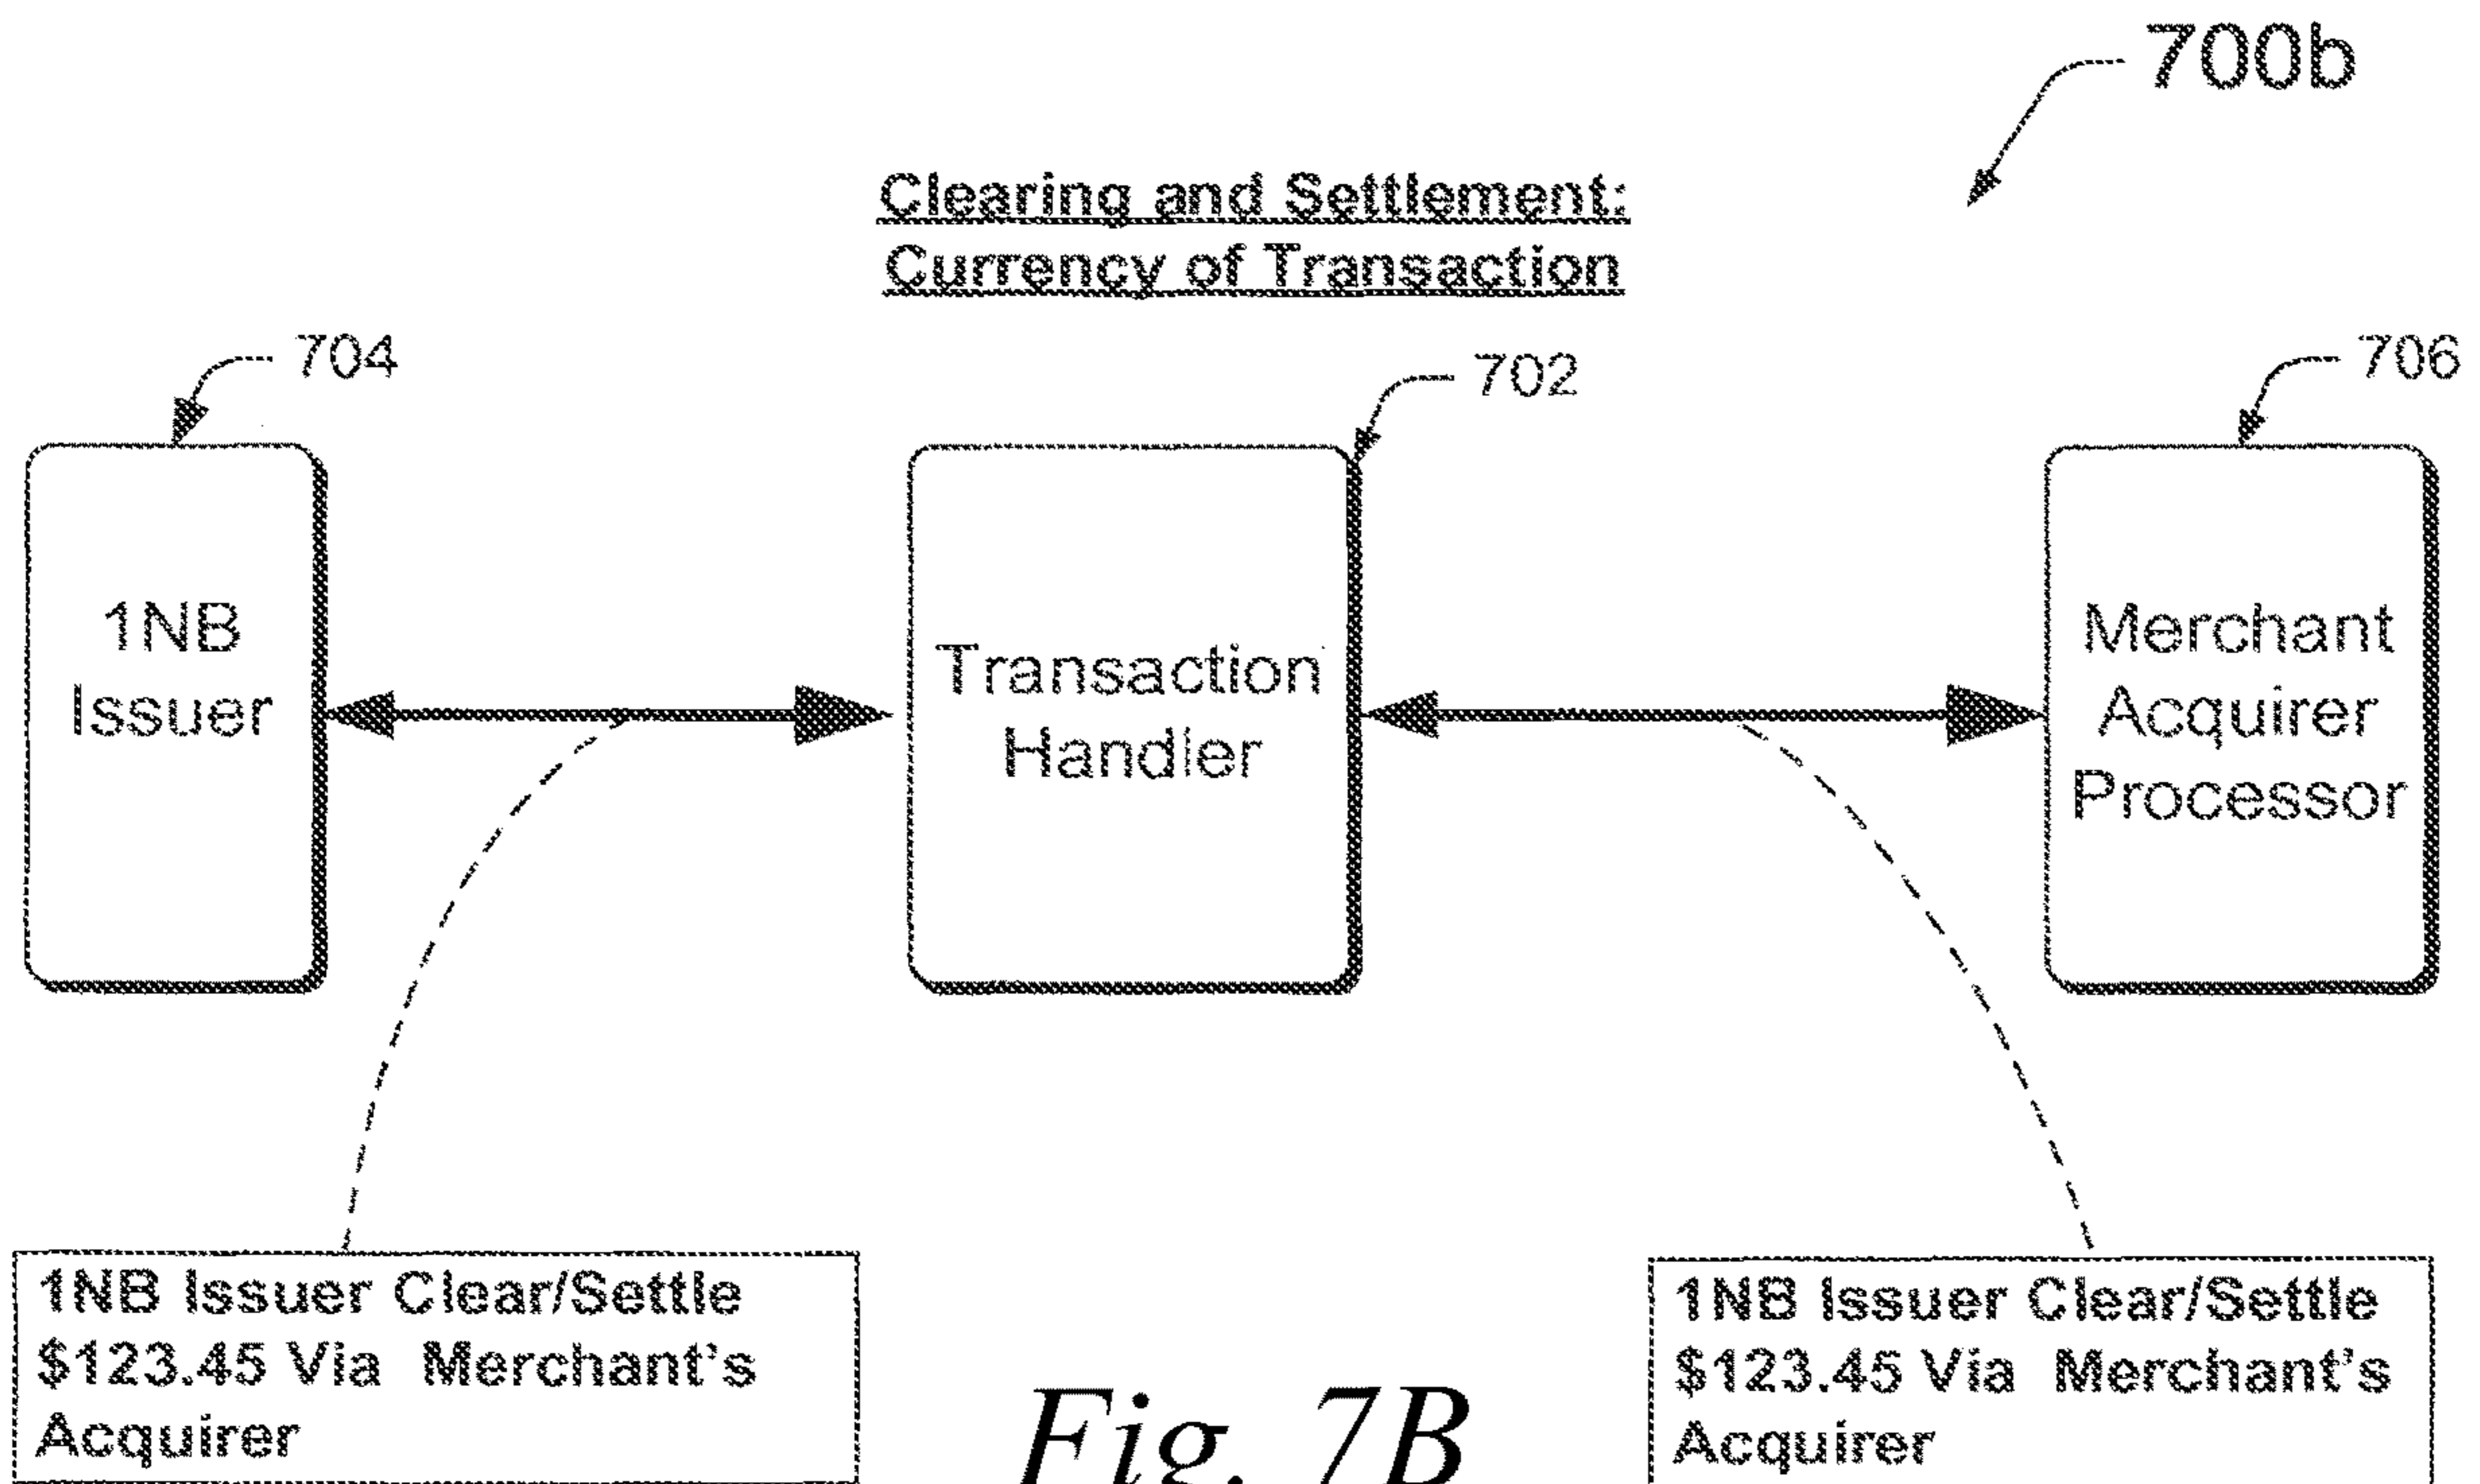 700b
Clearing and Settlement:
Currency of Transaction
704
702
706
1NB
Issuer
Transaction
Handler
Merchant
Acquirer
Processor
1NB Issuer Clear/Settle
$123.45 Via Merchant's
Acquirer
1NB Issuer Clear/Settle
$123.45 Via Merchant's
Acquirer
Fig. 7B